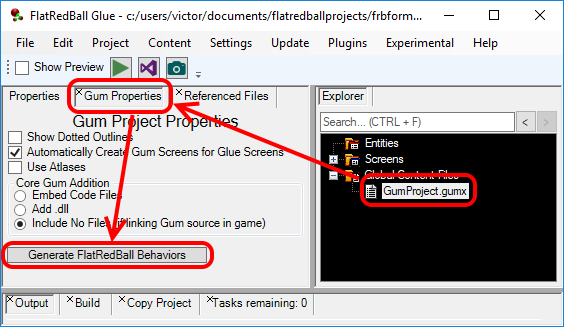 FlatRedBall Glue - c:/users/victor/documents/flatredballprojects/frbform
File Edit Project Content Settings Update Plugins Experimental Help
Show Preview
Properties Gum Properties Referenced Files
Gum Project Properties
Show Dotted Outlines
Automatically Create Gum Screens for Glue Screens
Use Atlases
Core Gum Addition
Embed Code Files
Add .dll
Include No Files (if linking Gum source in game)
Generate FlatRedBall Behaviors
Explorer
Search... (CTRL + F) < >
Entities
Screens
Global Content Files
GumProject.gumx
Output Build Copy Project Tasks remaining: 0